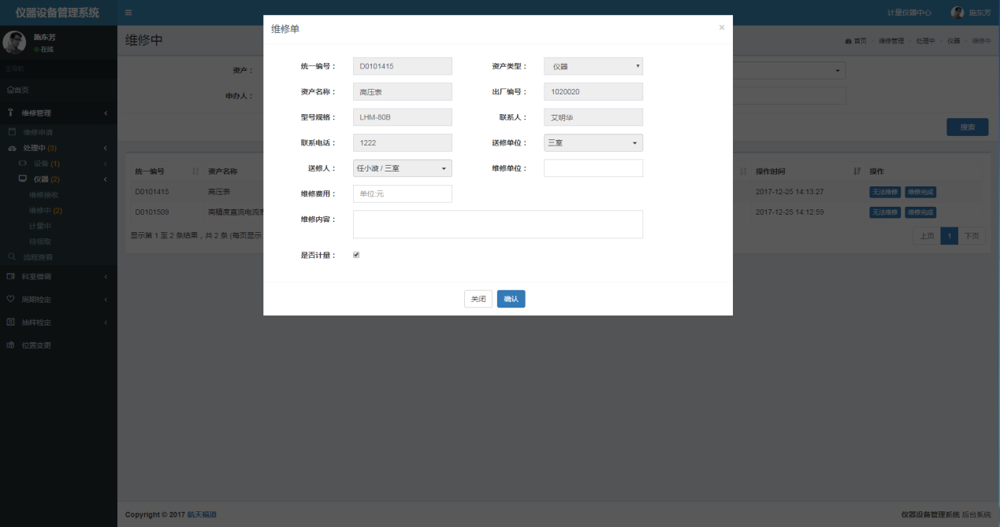 仪器设备管理系统
计量仪器中心 施东芳
施东芳
在线
主导航
首页
维修管理
维修申请
处理中 (3)
设备 (1)
仪器 (2)
维修接收
维修中 (2)
计量中
待领取
流程查看
科室借调
周期检定
抽样检定
位置变更
维修中
首页 维修管理 处理中 仪器 维修中
资产：
申办人：
搜索
统一编号 资产名称 操作时间 操作
D0101415 高压表 2017-12-25 14:13:27 无法维修 维修完成
D0101509 高精度直流电流表 2017-12-25 14:12:59 无法维修 维修完成
显示第 1 至 2 条结果，共 2 条 (每页显示
上页 1 下页
维修单 ×
统一编号： D0101415 资产类型： 仪器
资产名称： 高压表 出厂编号： 1020020
型号规格： LHM-80B 联系人： 艾明华
联系电话： 1222 送修单位： 三室
送修人： 任小波 / 三室 维修单位：
维修费用： 单位:元
维修内容：
是否计量：
关闭 确认
Copyright © 2017 航天福道
仪器设备管理系统 后台系统